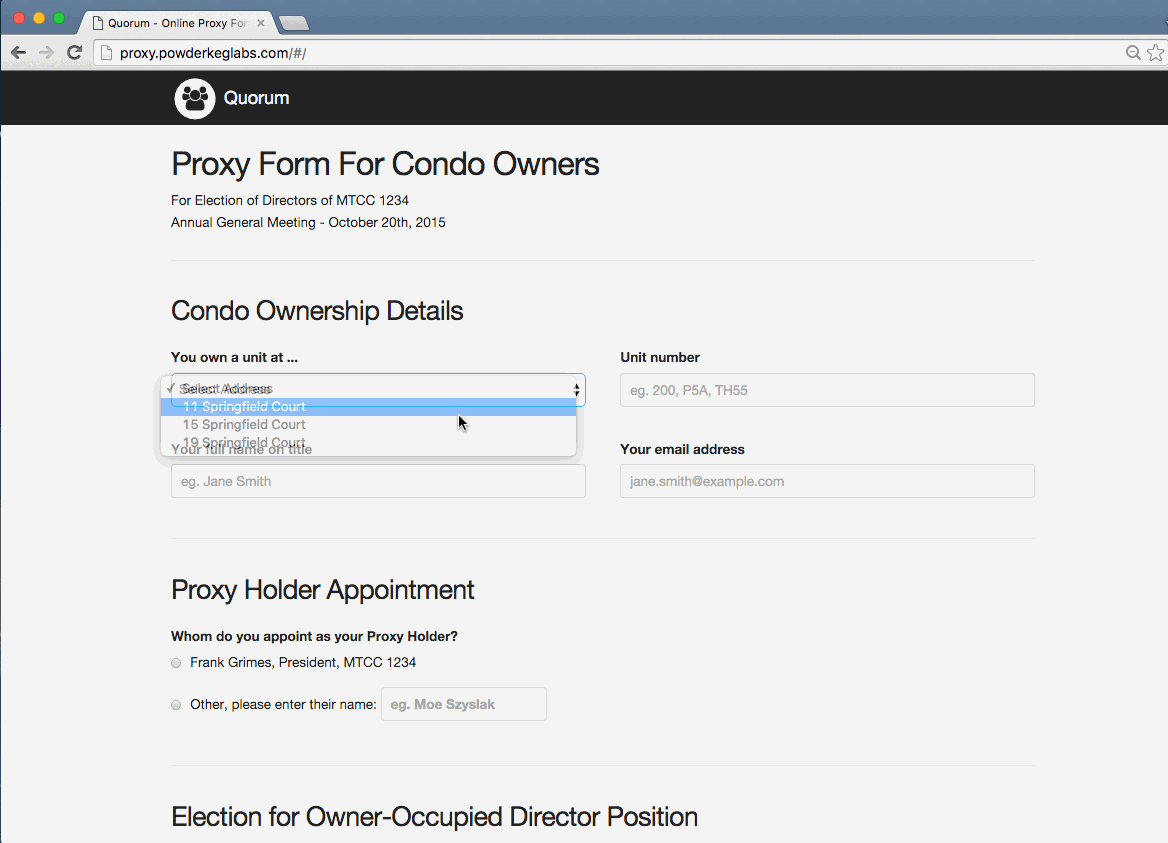 Quorum - Online Proxy For
proxy.powderkeglabs.com/#/
Quorum
Proxy Form For Condo Owners
For Election of Directors of MTCC 1234
Annual General Meeting - October 20th, 2015
Condo Ownership Details
You own a unit at ...
Unit number
✓ Select Address
eg. 200, P5A, TH55
11 Springfield Court
15 Springfield Court
19 Springfield Court
Your full name on title
Your email address
eg. Jane Smith
jane.smith@example.com
Proxy Holder Appointment
Whom do you appoint as your Proxy Holder?
Frank Grimes, President, MTCC 1234
Other, please enter their name:
eg. Moe Szyslak
Election for Owner-Occupied Director Position